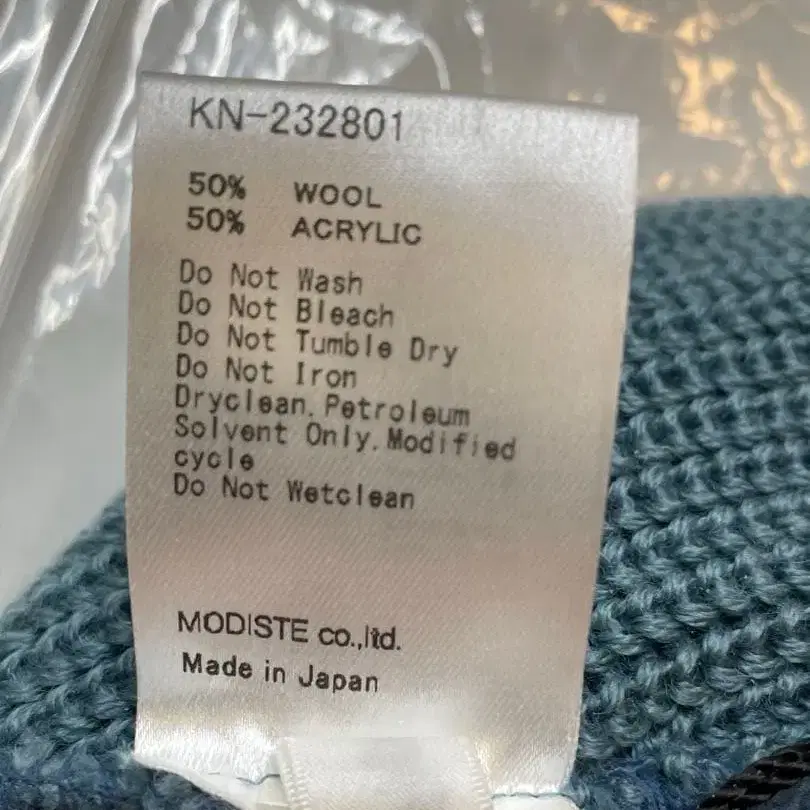 KN-232801
50% WOOL
50% ACRYLIC
Do Not Wash
Do Not Bleach
Do Not Tumble Dry
Do Not Iron
Dryclean.Petroleum
Solvent Only.Modified
cycle
Do Not Wetclean
MODISTE co.,ltd.
Made in Japan